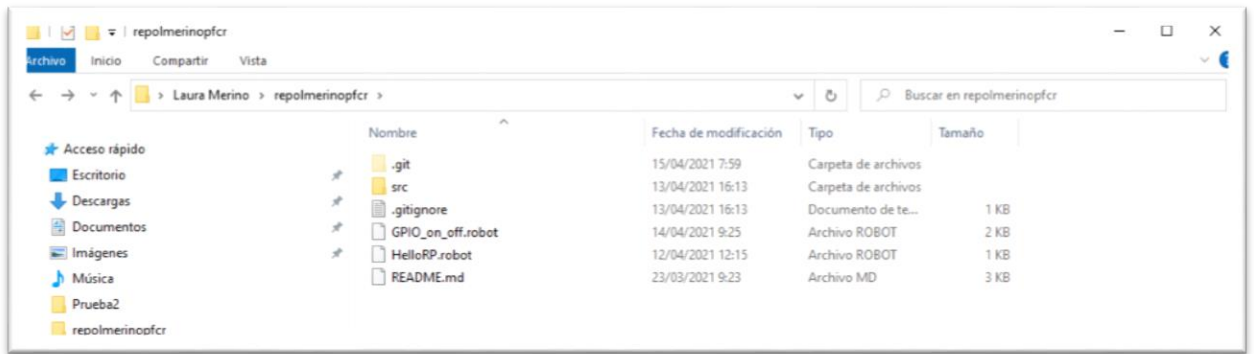 repolmerinopfcr
Archivo Inicio Compartir Vista
> Laura Merino > repolmerinopfcr >
Buscar en repolmerinopfcr
Acceso rápido
Escritorio
Descargas
Documentos
Imágenes
Música
Prueba2
repolmerinopfcr
Nombre Fecha de modificación Tipo Tamaño
.git 15/04/2021 7:59 Carpeta de archivos
src 13/04/2021 16:13 Carpeta de archivos
.gitignore 13/04/2021 16:13 Documento de te... 1 KB
GPIO_on_off.robot 14/04/2021 9:25 Archivo ROBOT 2 KB
HelloRP.robot 12/04/2021 12:15 Archivo ROBOT 1 KB
README.md 23/03/2021 9:23 Archivo MD 3 KB